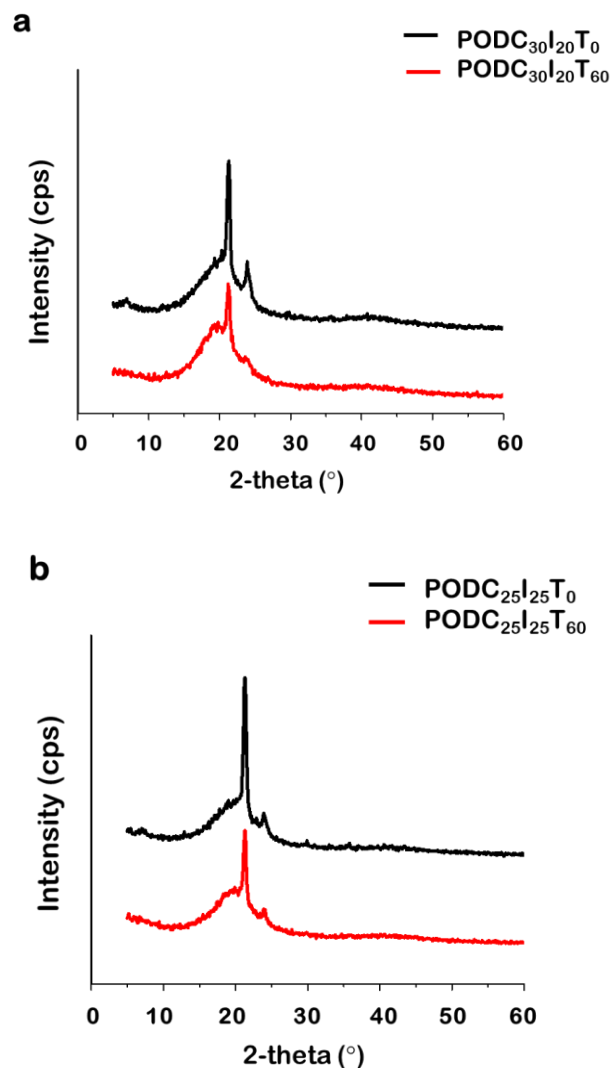 a
PODC₃₀I₂₀T₀
PODC₃₀I₂₀T₆₀
Intensity (cps)
0 10 20 30 40 50 60
2-theta (°)
b
PODC₂₅I₂₅T₀
PODC₂₅I₂₅T₆₀
Intensity (cps)
0 10 20 30 40 50 60
2-theta (°)